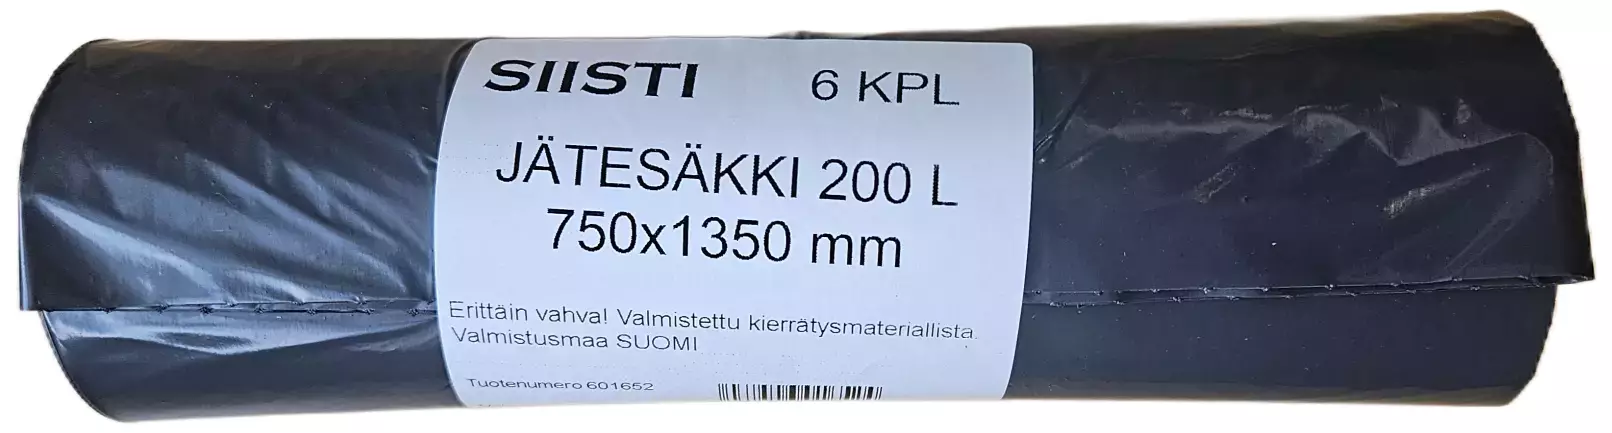 SIISTI 6 KPL
JÄTESÄKKI 200 L
750x1350 mm
Erittäin vahva! Valmistettu kierrätysmateriallista.
Valmistusmaa SUOMI
Tuotenumero 601652